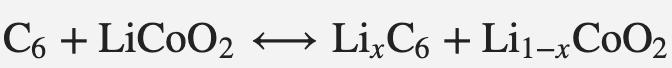 C₆ + LiCoO₂ ⟷ LiₓC₆ + Li₁₋ₓCoO₂